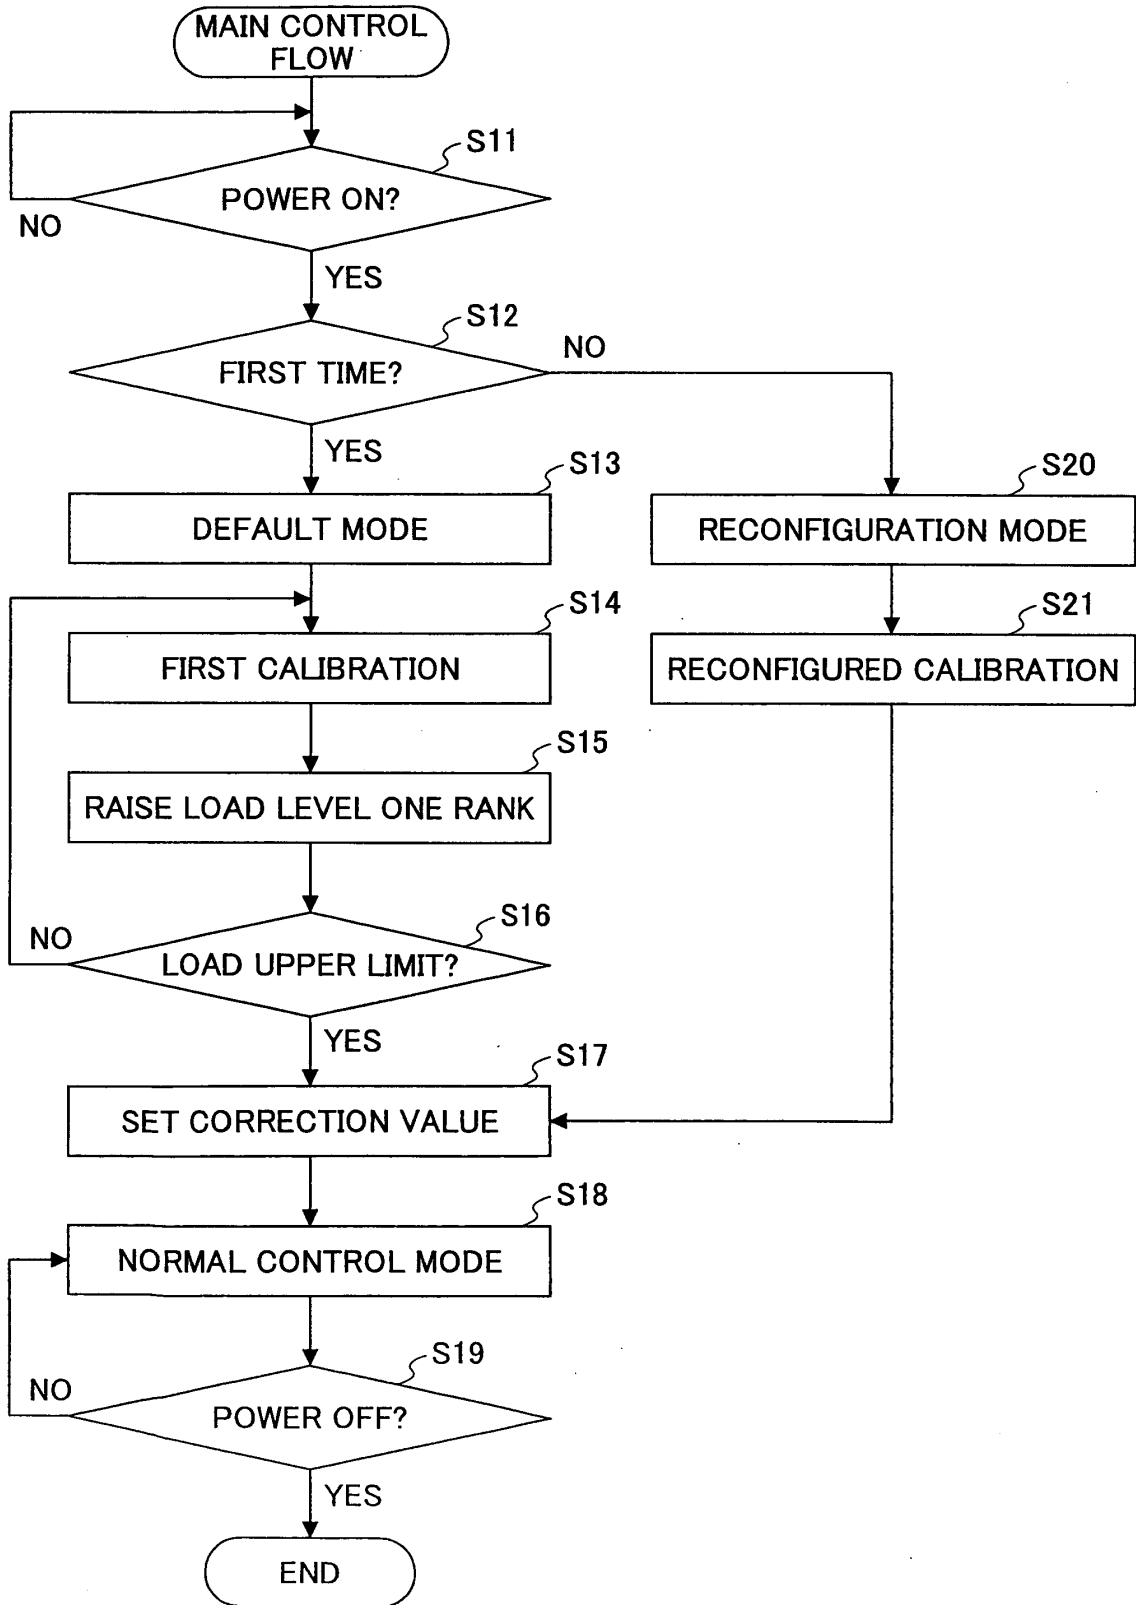 MAIN CONTROL
FLOW
S11
POWER ON?
NO
YES
S12
FIRST TIME?
NO
YES
S13
DEFAULT MODE
S20
RECONFIGURATION MODE
S14
FIRST CALIBRATION
S21
RECONFIGURED CALIBRATION
S15
RAISE LOAD LEVEL ONE RANK
S16
LOAD UPPER LIMIT?
NO
YES
S17
SET CORRECTION VALUE
S18
NORMAL CONTROL MODE
S19
POWER OFF?
NO
YES
END